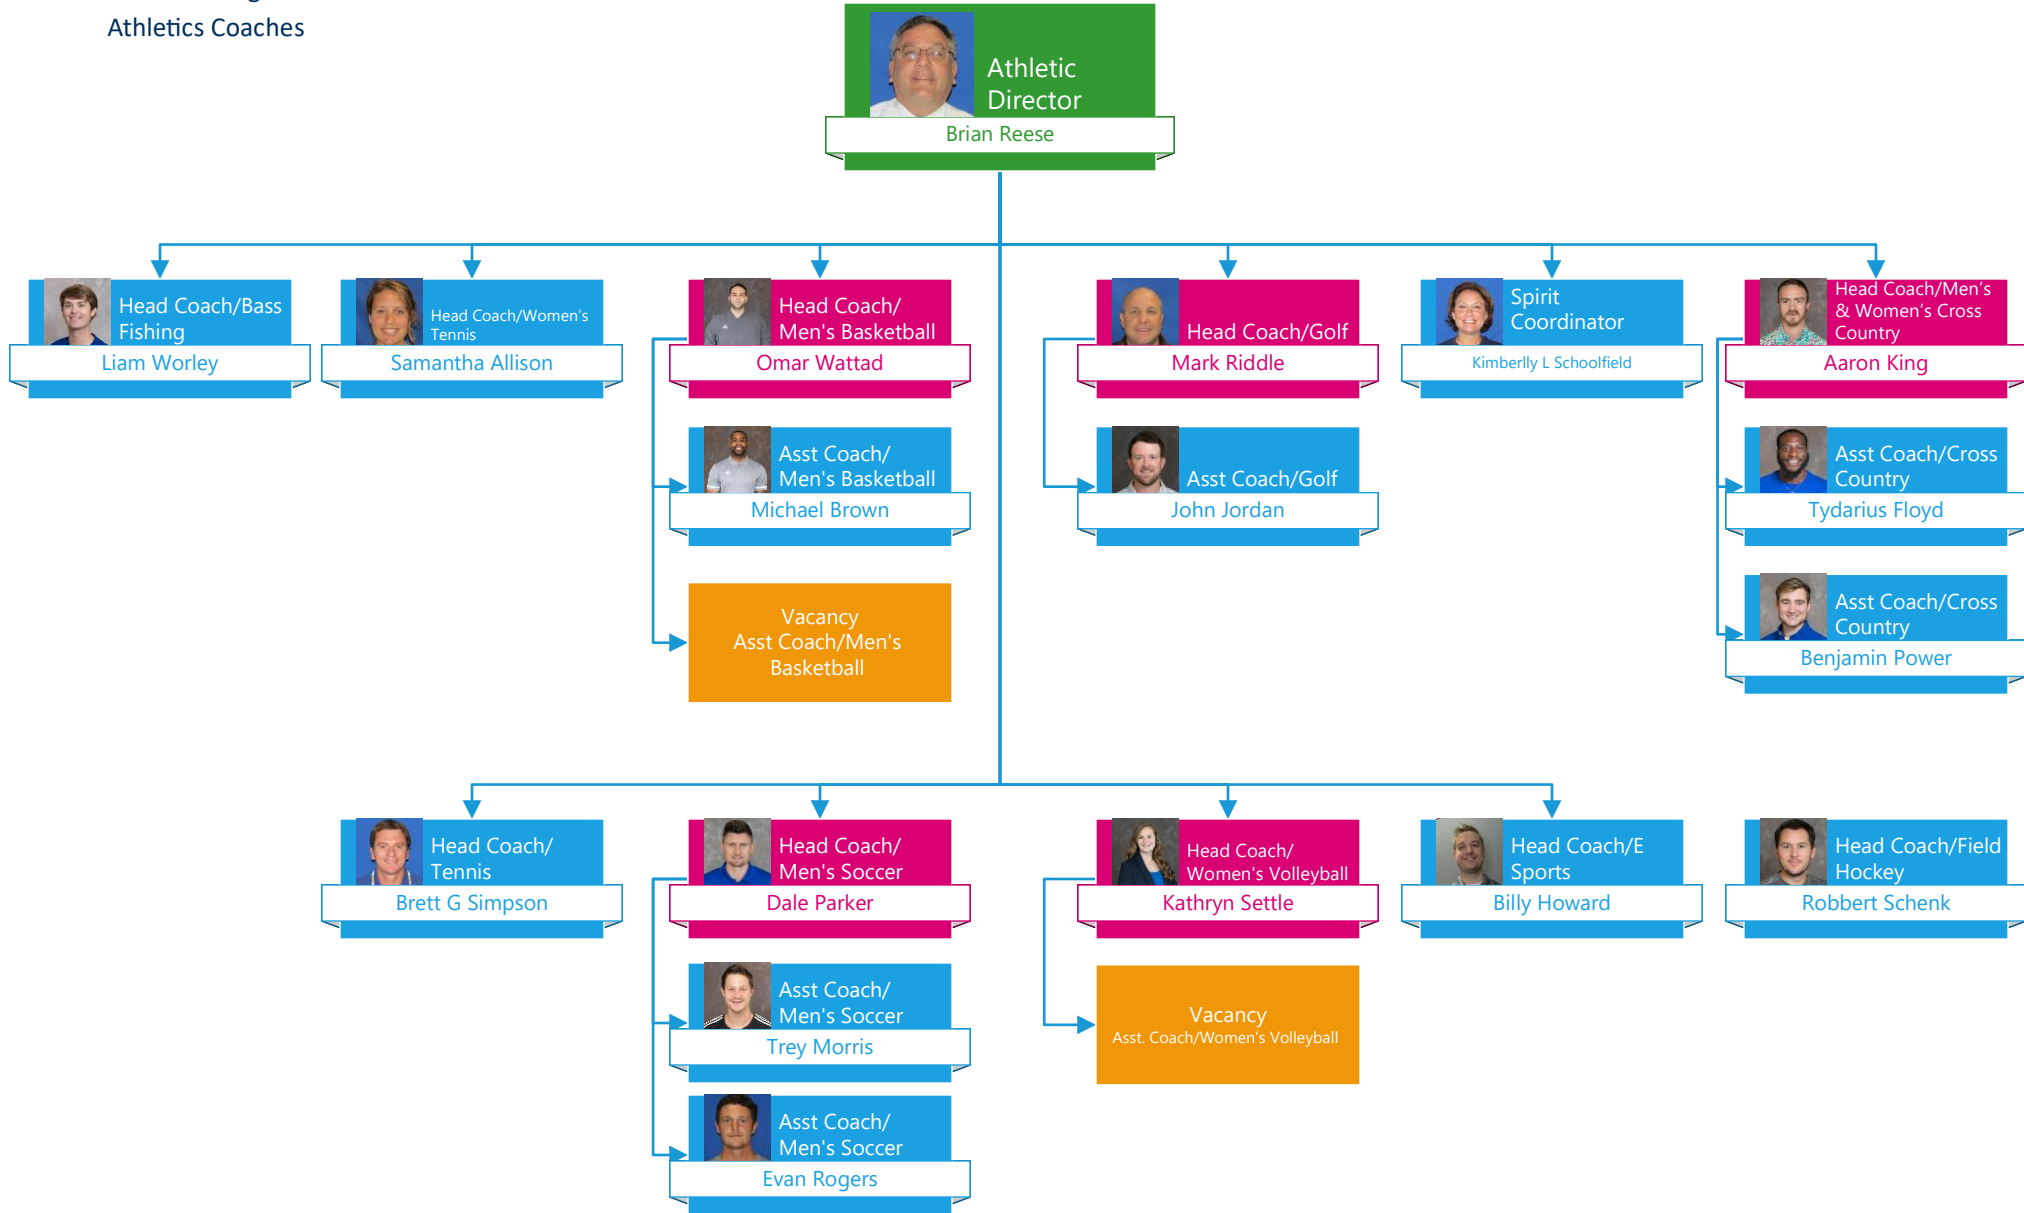 Athletics Coaches
Athletic
Director
Brian Reese
Head Coach/Bass
Fishing
Liam Worley
Head Coach/Women's
Tennis
Samantha Allison
Head Coach/
Men's Basketball
Omar Wattad
Head Coach/Golf
Mark Riddle
Spirit
Coordinator
Kimberlly L Schoolfield
Head Coach/Men's
& Women's Cross
Country
Aaron King
Asst Coach/
Men's Basketball
Michael Brown
Asst Coach/Golf
John Jordan
Asst Coach/Cross
Country
Tydarius Floyd
Vacancy
Asst Coach/Men's
Basketball
Asst Coach/Cross
Country
Benjamin Power
Head Coach/
Tennis
Brett G Simpson
Head Coach/
Men's Soccer
Dale Parker
Head Coach/
Women's Volleyball
Kathryn Settle
Head Coach/E
Sports
Billy Howard
Head Coach/Field
Hockey
Robbert Schenk
Asst Coach/
Men's Soccer
Trey Morris
Vacancy
Asst. Coach/Women's Volleyball
Asst Coach/
Men's Soccer
Evan Rogers